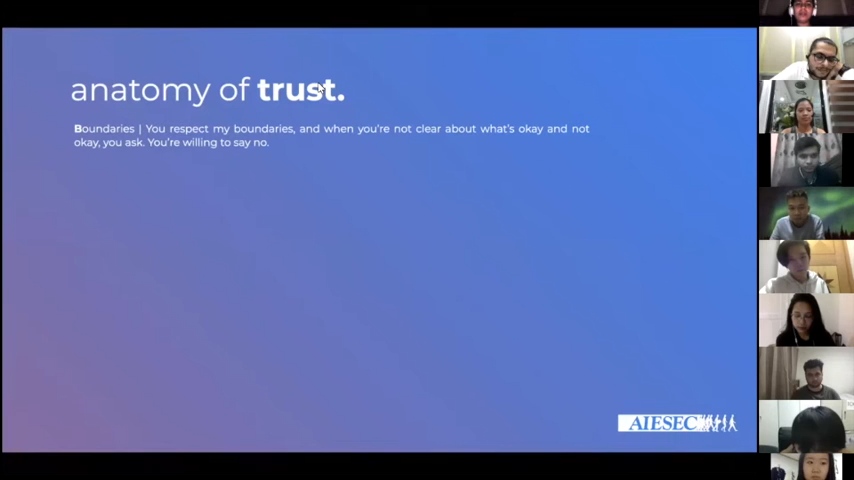 anatomy of trust.
Boundaries | You respect my boundaries, and when you're not clear about what's okay and not
okay, you ask. You're willing to say no.
AIESEC